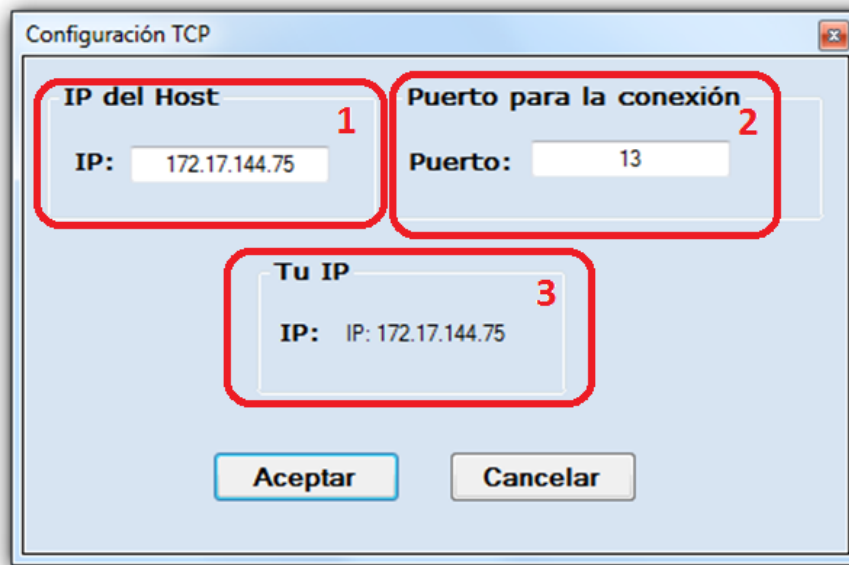 Configuración TCP
IP del Host
1
IP: 172.17.144.75
Puerto para la conexión
2
Puerto: 13
Tu IP
3
IP: IP: 172.17.144.75
Aceptar
Cancelar